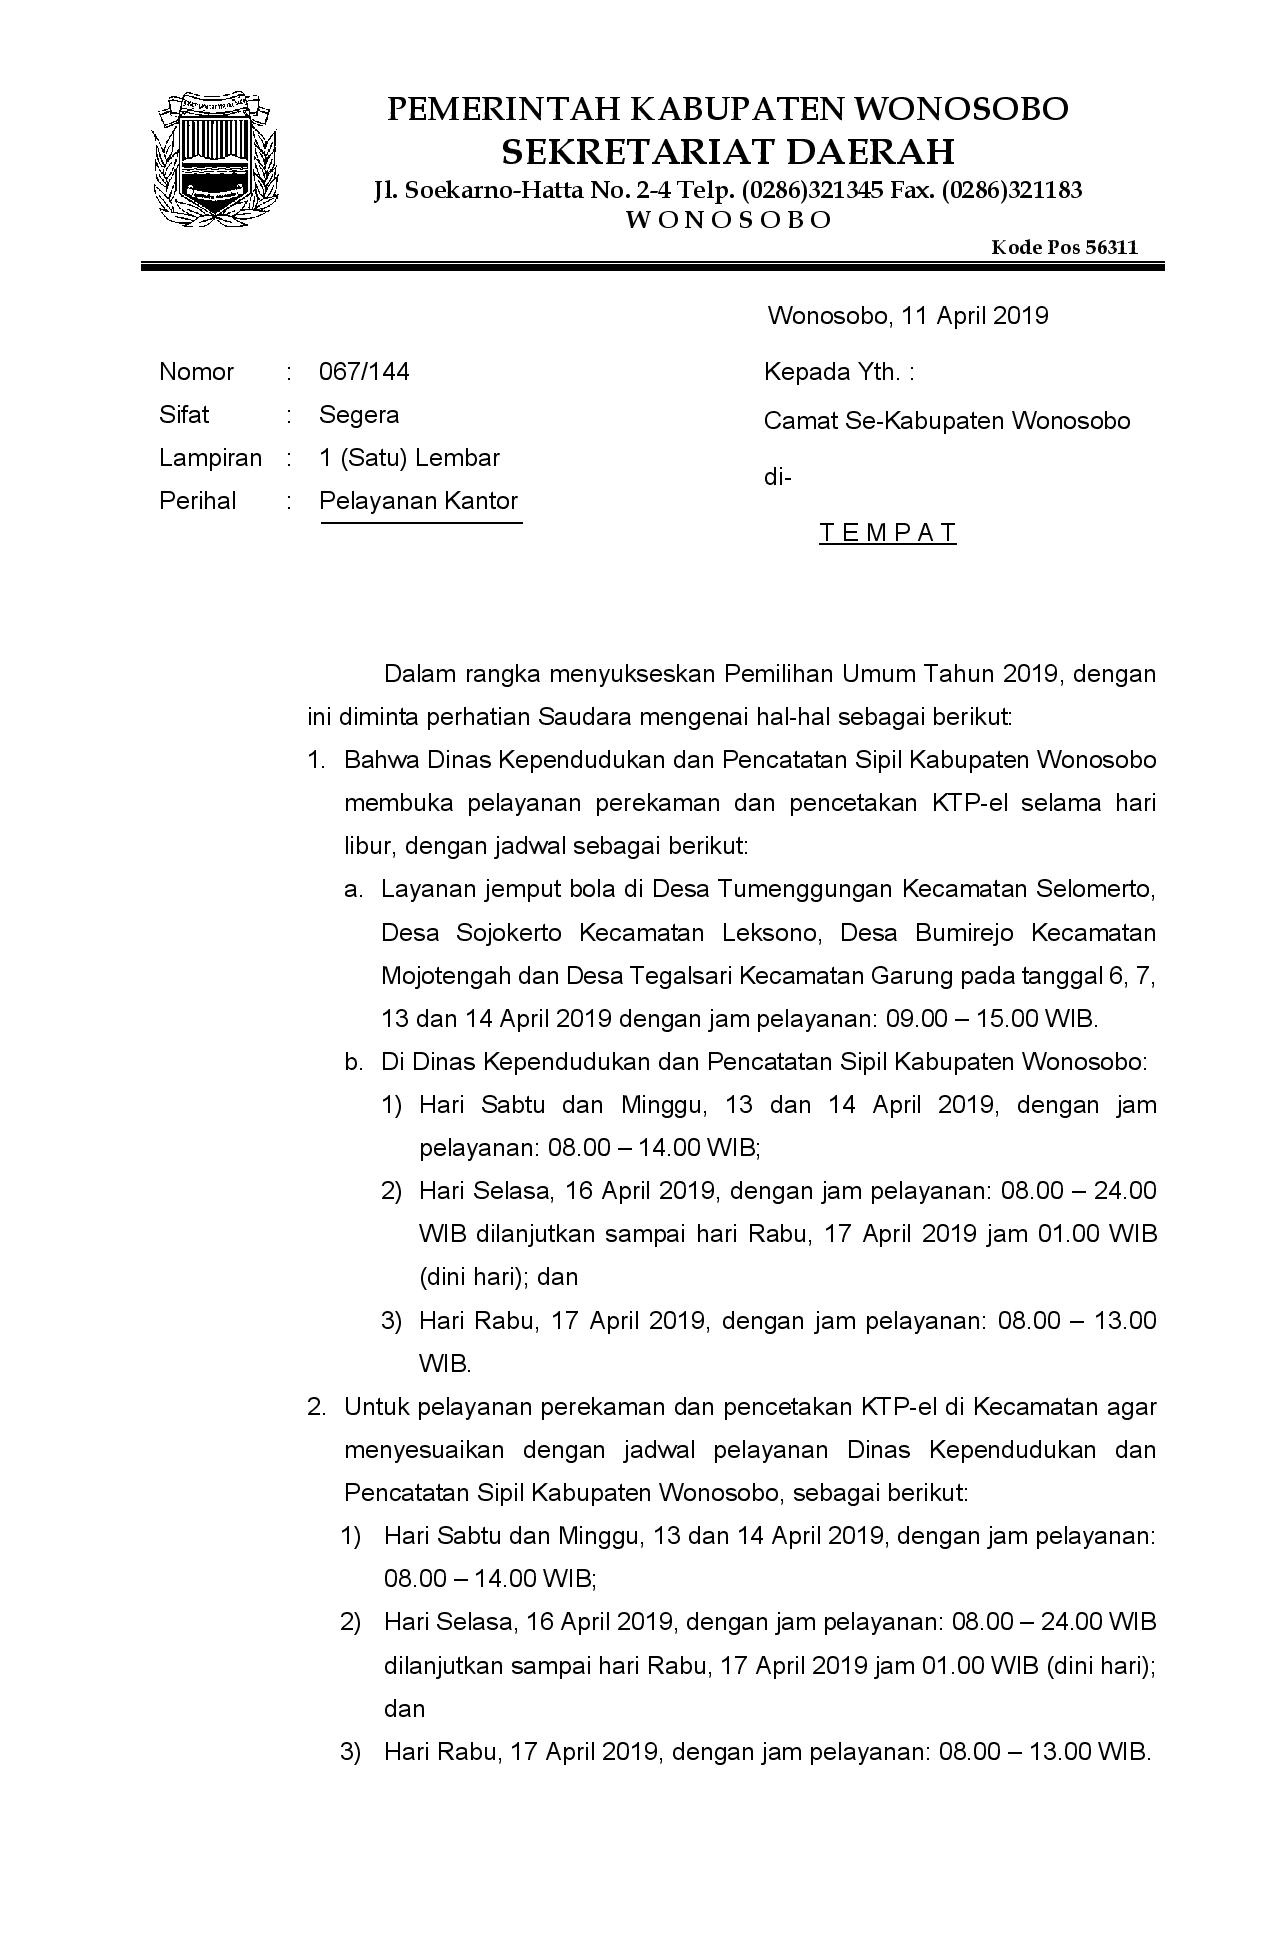 PEMERINTAH KABUPATEN WONOSOBO
SEKRETARIAT DAERAH
Jl. Soekarno-Hatta No. 2-4 Telp. (0286)321345 Fax. (0286)321183
W O N O S O B O
Kode Pos 56311
Wonosobo, 11 April 2019
Nomor : 067/144
Sifat : Segera
Lampiran : 1 (Satu) Lembar
Perihal : Pelayanan Kantor
Kepada Yth. :
Camat Se-Kabupaten Wonosobo
di-
T E M P A T
Dalam rangka menyukseskan Pemilihan Umum Tahun 2019, dengan
ini diminta perhatian Saudara mengenai hal-hal sebagai berikut:
1. Bahwa Dinas Kependudukan dan Pencatatan Sipil Kabupaten Wonosobo
membuka pelayanan perekaman dan pencetakan KTP-el selama hari
libur, dengan jadwal sebagai berikut:
a. Layanan jemput bola di Desa Tumenggungan Kecamatan Selomerto,
Desa Sojokerto Kecamatan Leksono, Desa Bumirejo Kecamatan
Mojotengah dan Desa Tegalsari Kecamatan Garung pada tanggal 6, 7,
13 dan 14 April 2019 dengan jam pelayanan: 09.00 – 15.00 WIB.
b. Di Dinas Kependudukan dan Pencatatan Sipil Kabupaten Wonosobo:
1) Hari Sabtu dan Minggu, 13 dan 14 April 2019, dengan jam
pelayanan: 08.00 – 14.00 WIB;
2) Hari Selasa, 16 April 2019, dengan jam pelayanan: 08.00 – 24.00
WIB dilanjutkan sampai hari Rabu, 17 April 2019 jam 01.00 WIB
(dini hari); dan
3) Hari Rabu, 17 April 2019, dengan jam pelayanan: 08.00 – 13.00
WIB.
2. Untuk pelayanan perekaman dan pencetakan KTP-el di Kecamatan agar
menyesuaikan dengan jadwal pelayanan Dinas Kependudukan dan
Pencatatan Sipil Kabupaten Wonosobo, sebagai berikut:
1) Hari Sabtu dan Minggu, 13 dan 14 April 2019, dengan jam pelayanan:
08.00 – 14.00 WIB;
2) Hari Selasa, 16 April 2019, dengan jam pelayanan: 08.00 – 24.00 WIB
dilanjutkan sampai hari Rabu, 17 April 2019 jam 01.00 WIB (dini hari);
dan
3) Hari Rabu, 17 April 2019, dengan jam pelayanan: 08.00 – 13.00 WIB.